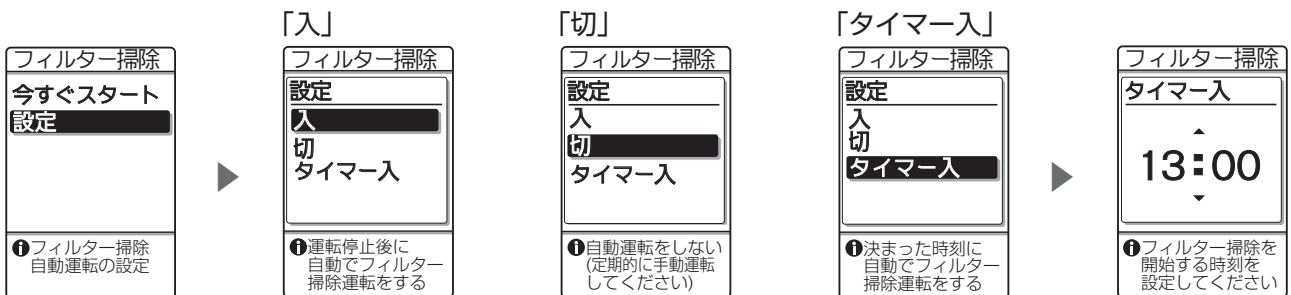 フィルター掃除
今すぐスタート
設定
❶フィルター掃除
自動運転の設定
「入」
フィルター掃除
設定
入
切
タイマー入
❶運転停止後に
自動でフィルター
掃除運転をする
「切」
フィルター掃除
設定
入
切
タイマー入
❶自動運転をしない
(定期的に手動運転
してください)
「タイマー入」
フィルター掃除
設定
入
切
タイマー入
❶決まった時刻に
自動でフィルター
掃除運転をする
フィルター掃除
タイマー入
13:00
❶フィルター掃除を
開始する時刻を
設定してください